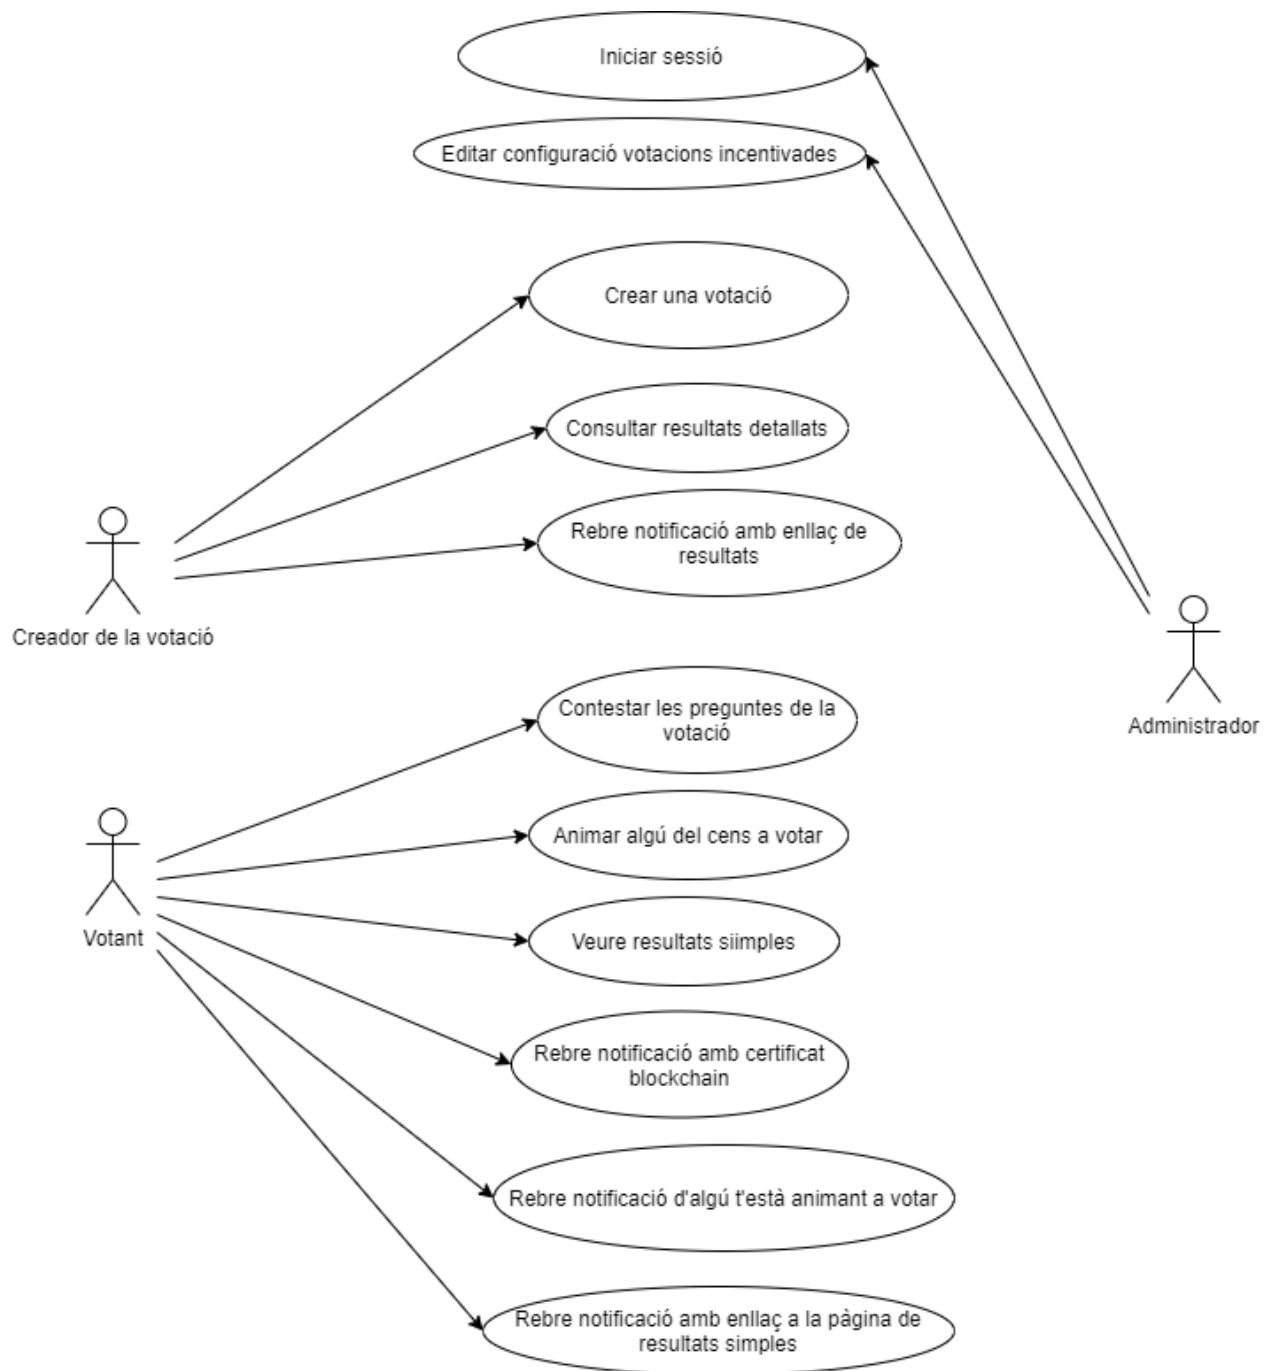 Iniciar sessió
Editar configuració votacions incentivades
Crear una votació
Consultar resultats detallats
Rebre notificació amb enllaç de
resultats
Creador de la votació
Administrador
Contestar les preguntes de la
votació
Animar algú del cens a votar
Votant
Veure resultats siimples
Rebre notificació amb certificat
blockchain
Rebre notificació d'algú t'està animant a votar
Rebre notificació amb enllaç a la pàgina de
resultats simples